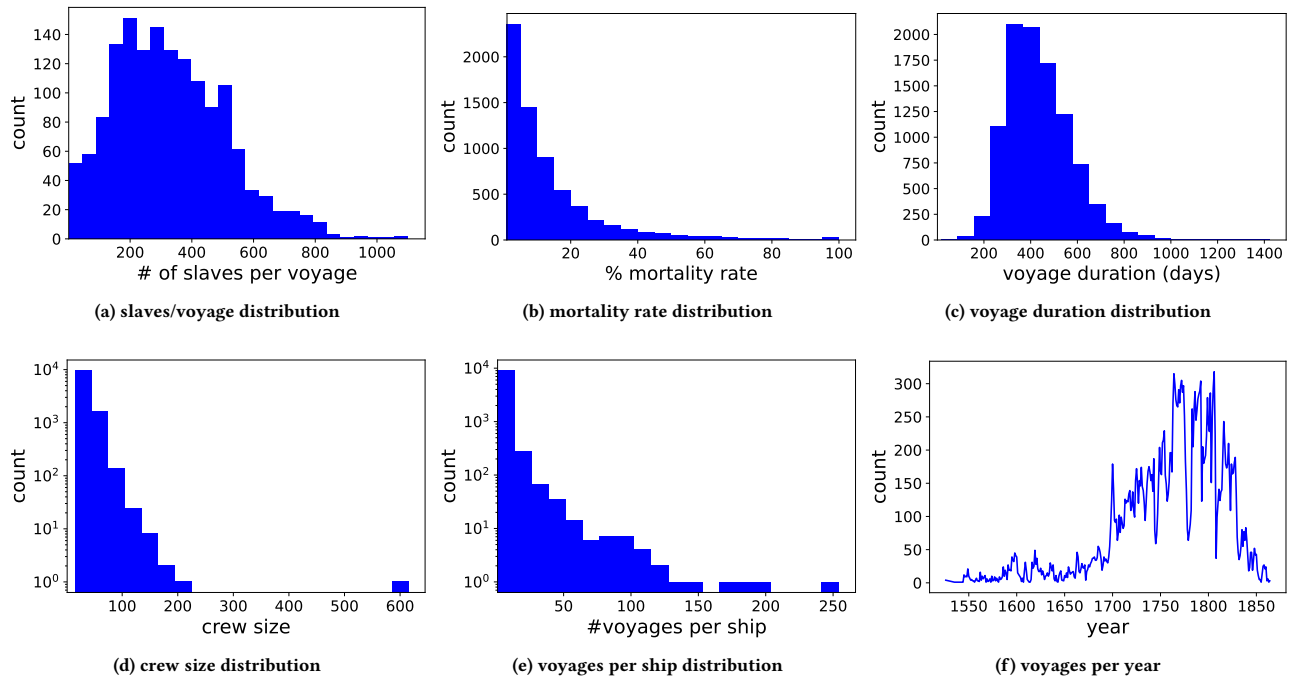 140
120
100
80
60
40
20
0
count
200 400 600 800 1000
# of slaves per voyage
(a) slaves/voyage distribution
2000
1500
1000
500
0
count
20 40 60 80 100
% mortality rate
(b) mortality rate distribution
2000
1750
1500
1250
1000
750
500
250
0
count
200 400 600 800 1000 1200 1400
voyage duration (days)
(c) voyage duration distribution
10⁴
10³
10²
10¹
10⁰
count
100 200 300 400 500 600
crew size
(d) crew size distribution
10⁴
10³
10²
10¹
10⁰
count
50 100 150 200 250
#voyages per ship
(e) voyages per ship distribution
300
250
200
150
100
50
0
count
1550 1600 1650 1700 1750 1800 1850
year
(f) voyages per year